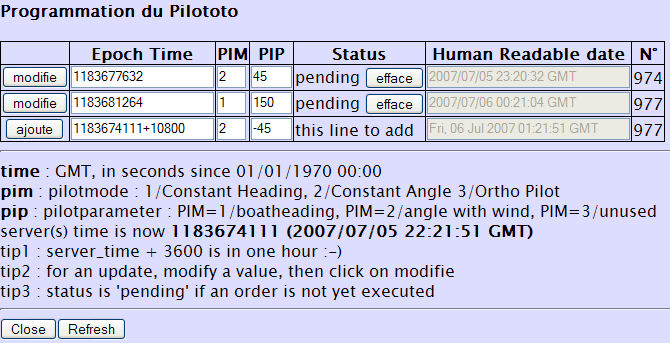 Programmation du Pilototo
Epoch Time PIM PIP Status Human Readable date N°
modifie 1183677632 2 45 pending efface 2007/07/05 23:20:32 GMT 974
modifie 1183681264 1 150 pending efface 2007/07/06 00:21:04 GMT 977
ajoute 1183674111+10800 2 -45 this line to add Fri, 06 Jul 2007 01:21:51 GMT 977
time : GMT, in seconds since 01/01/1970 00:00
pim : pilotmode : 1/Constant Heading, 2/Constant Angle 3/Ortho Pilot
pip : pilotparameter : PIM=1/boatheading, PIM=2/angle with wind, PIM=3/unused
server(s) time is now 1183674111 (2007/07/05 22:21:51 GMT)
tip1 : server_time + 3600 is in one hour :-)
tip2 : for an update, modify a value, then click on modifie
tip3 : status is 'pending' if an order is not yet executed
Close Refresh